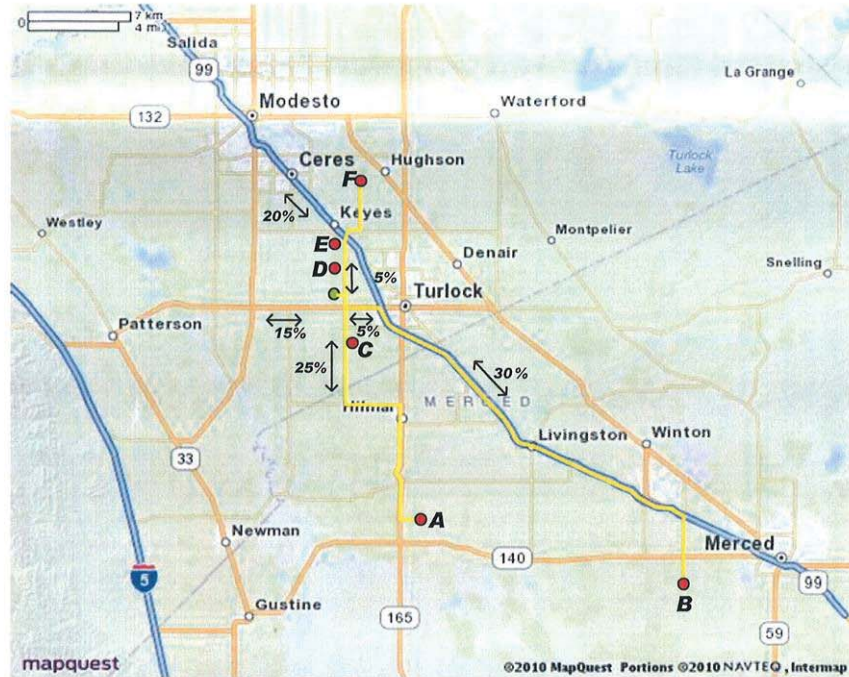 0
7 km
4 mi
Salida
99
La Grange
132
Modesto
Waterford
Ceres
Hughson
Turlock
Lake
F
20%
Keyes
Westley
Montpelier
E
Denair
D
5%
Snelling
Turlock
Patterson
15%
5%
C
25%
30%
MERCED
Livingston
Winton
33
A
Newman
140
Merced
5
B
99
Gustine
165
59
mapquest
©2010 MapQuest Portions ©2010 NAVTEQ, Intermap